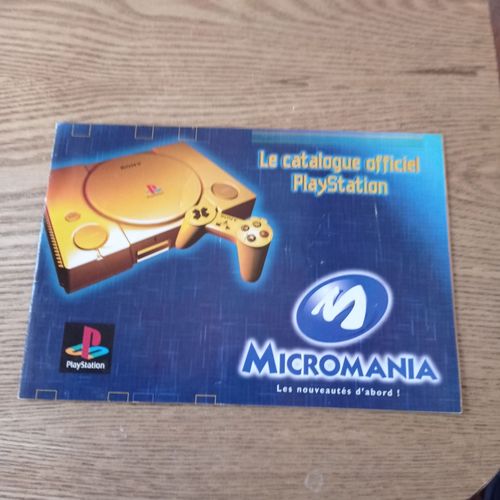 Le catalogue officiel
PlayStation
SONY
PlayStation
MICROMANIA
Les nouveautés d'abord !